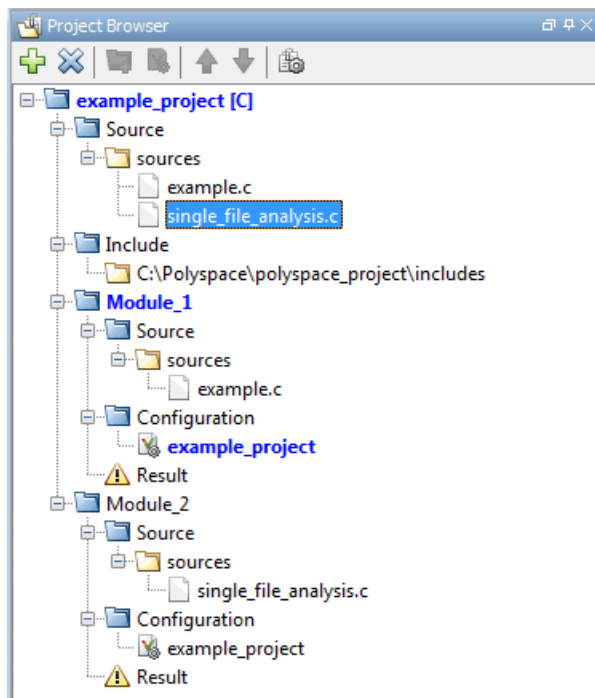 Project Browser
example_project [C]
Source
sources
example.c
single_file_analysis.c
Include
C:\Polyspace\polyspace_project\includes
Module_1
Source
sources
example.c
Configuration
example_project
Result
Module_2
Source
sources
single_file_analysis.c
Configuration
example_project
Result